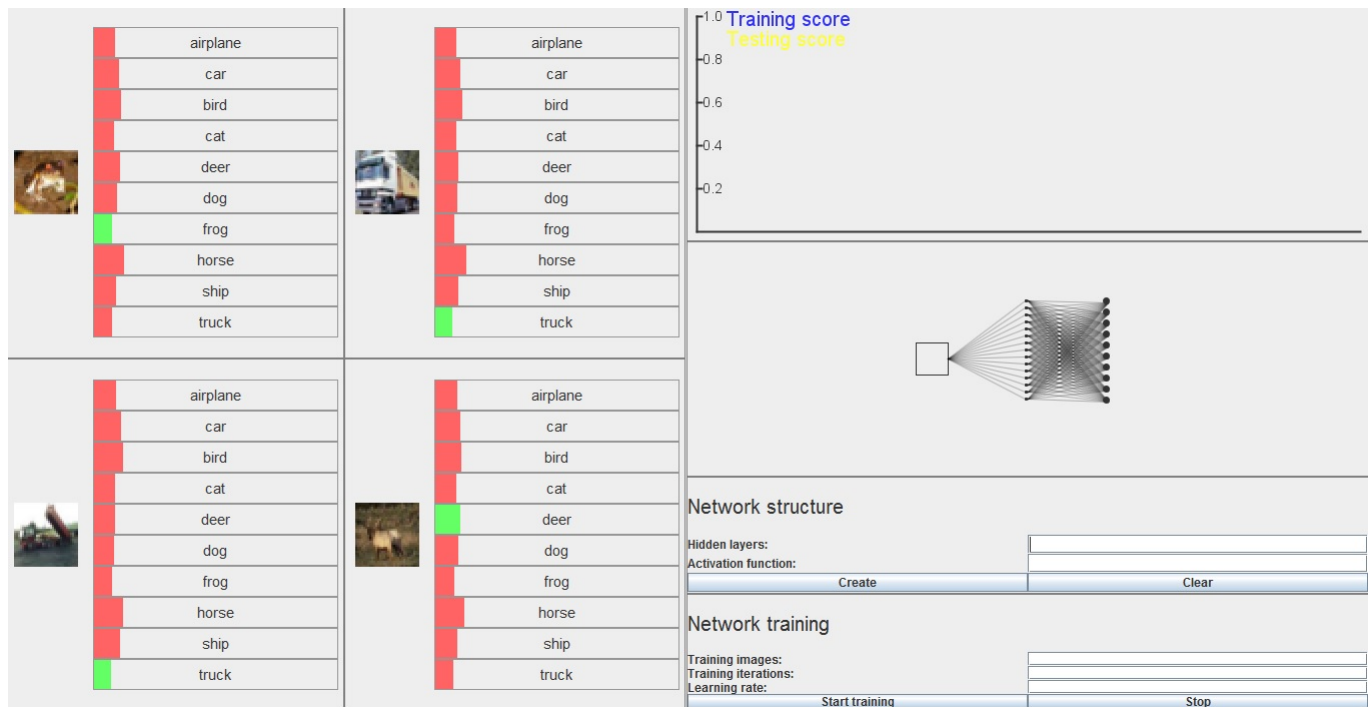 airplane
car
bird
cat
deer
dog
frog
horse
ship
truck
airplane
car
bird
cat
deer
dog
frog
horse
ship
truck
airplane
car
bird
cat
deer
dog
frog
horse
ship
truck
airplane
car
bird
cat
deer
dog
frog
horse
ship
truck
1.0 Training score
Testing score
0.8
0.6
0.4
0.2
Network structure
Hidden layers:
Activation function:
Create Clear
Network training
Training images:
Training iterations:
Learning rate:
Start training Stop